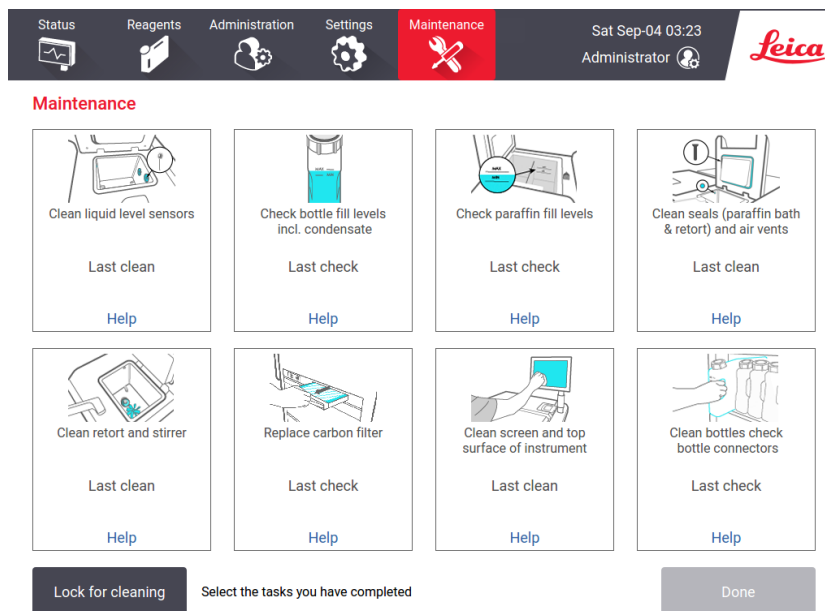 Status
Reagents
Administration
Settings
Maintenance
Sat Sep-04 03:23
Administrator
Leica
Maintenance
Clean liquid level sensors
Last clean
Help
MAX
Check bottle fill levels
incl. condensate
Last check
Help
MAX
MIN
Check paraffin fill levels
Last check
Help
Clean seals (paraffin bath
& retort) and air vents
Last clean
Help
Clean retort and stirrer
Last clean
Help
Replace carbon filter
Last check
Help
Clean screen and top
surface of instrument
Last clean
Help
Clean bottles check
bottle connectors
Last check
Help
Lock for cleaning
Select the tasks you have completed
Done